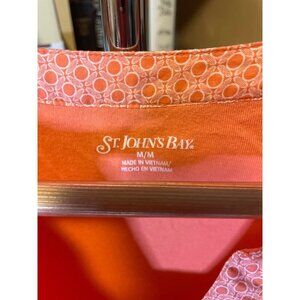 ST. JOHN'S BAY
M/M
MADE IN VIETNAM/
HECHO EN VIETNAM